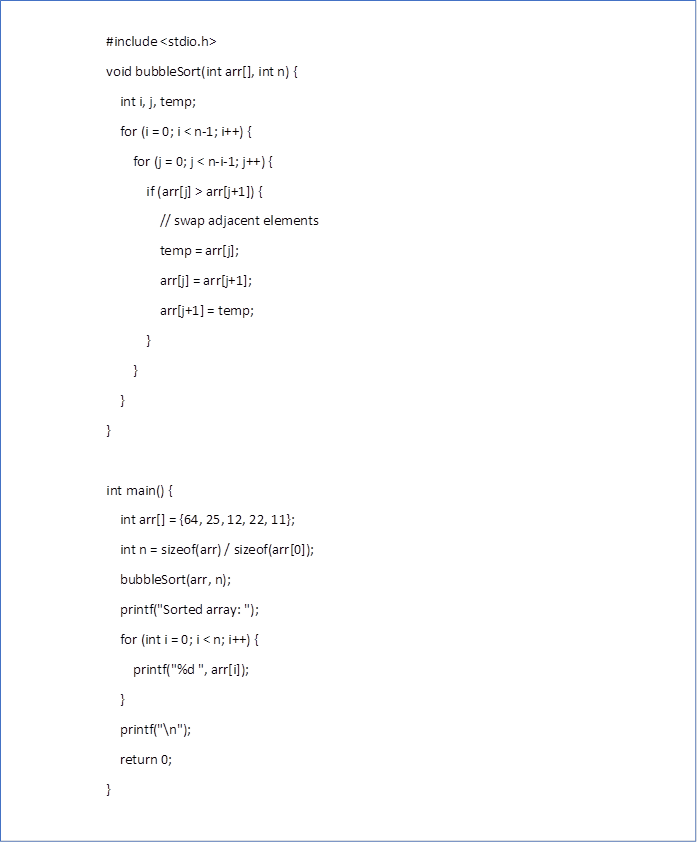 #include <stdio.h>
void bubbleSort(int arr[], int n) {
int i, j, temp;
for (i = 0; i < n-1; i++) {
for (j = 0; j < n-i-1; j++) {
if (arr[j] > arr[j+1]) {
// swap adjacent elements
temp = arr[j];
arr[j] = arr[j+1];
arr[j+1] = temp;
}
}
}
}
int main() {
int arr[] = {64, 25, 12, 22, 11};
int n = sizeof(arr) / sizeof(arr[0]);
bubbleSort(arr, n);
printf("Sorted array: ");
for (int i = 0; i < n; i++) {
printf("%d ", arr[i]);
}
printf("\n");
return 0;
}